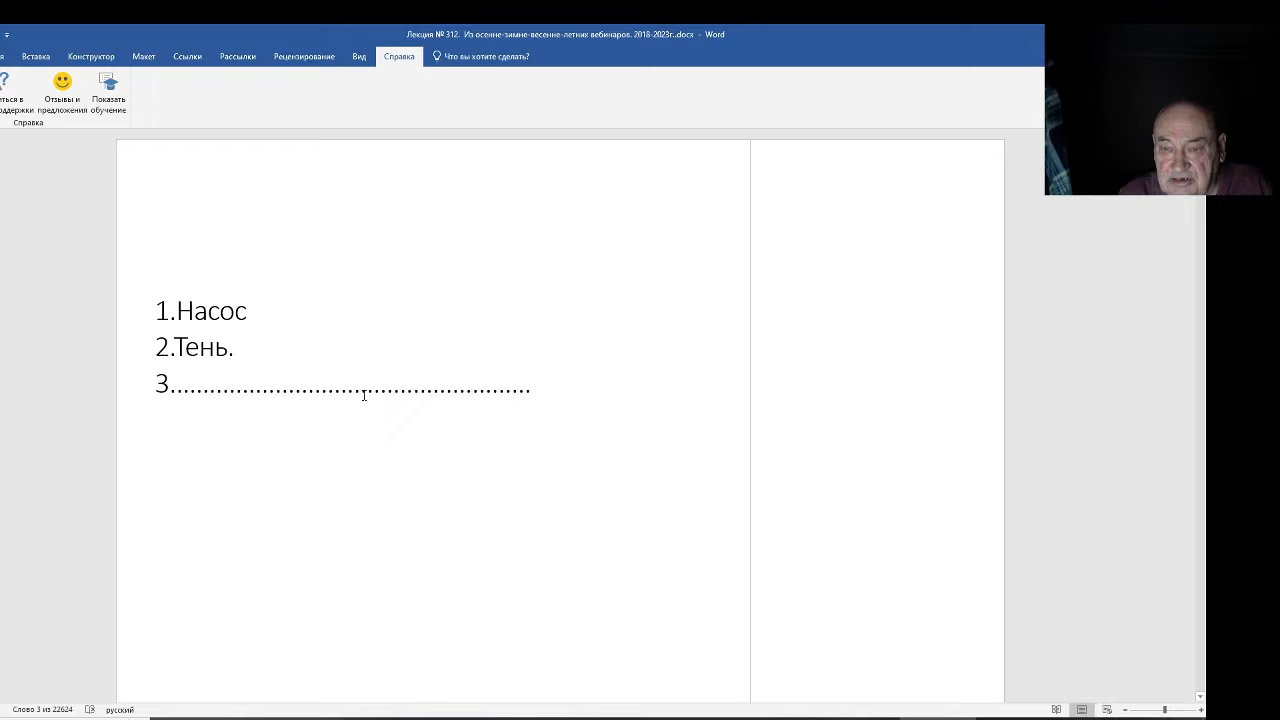 Лекция № 312. Из осенне-зимне-весенне-летних вебинаров. 2018-2023г..docx - Word
я Вставка Конструктор Макет Ссылки Рассылки Рецензирование Вид Справка Что вы хотите сделать?
ться в Отзывы и Показать
оддержки предложения обучение
Справка
1.Насос
2.Тень.
3.......................................................
Слово 3 из 22624 русский